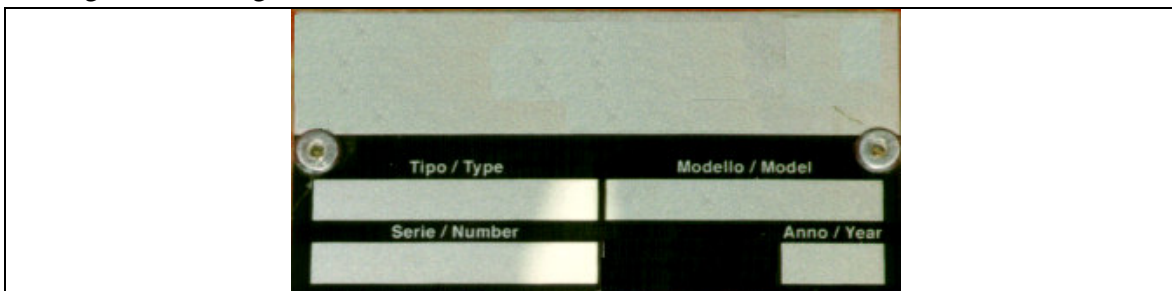 Tipo / Type
Modello / Model
Serie / Number
Anno / Year